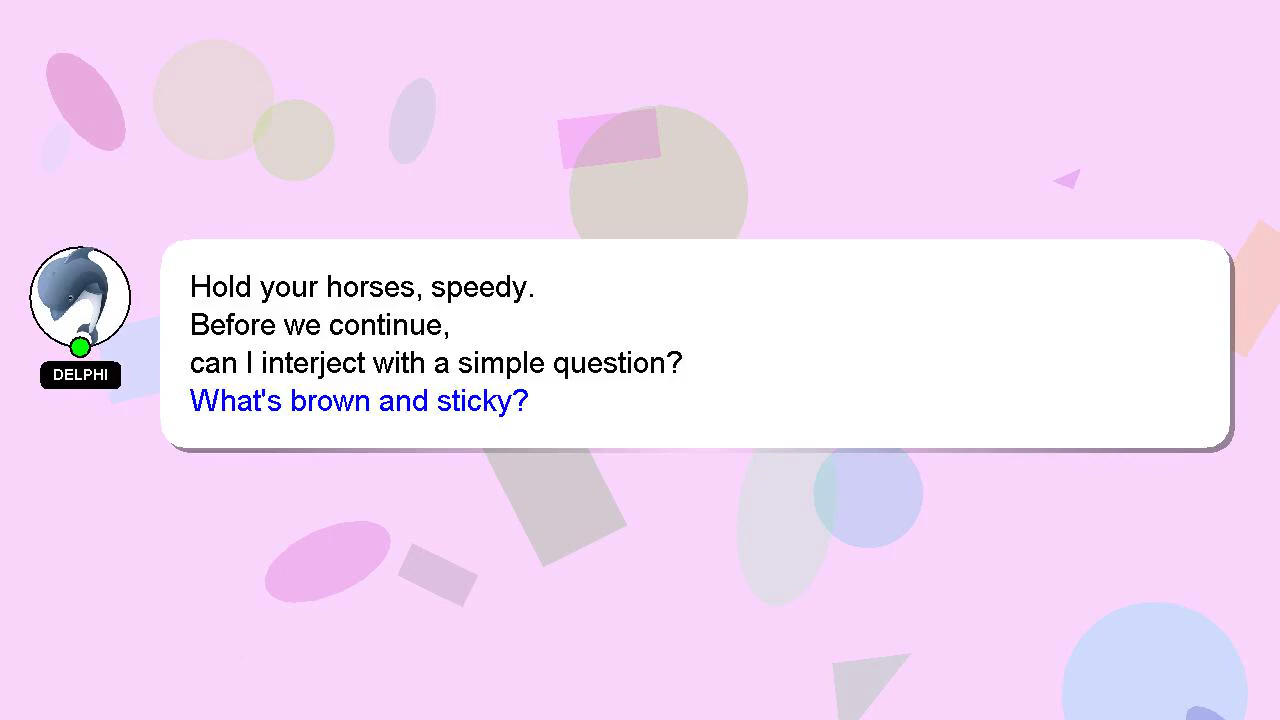 Hold your horses, speedy.
Before we continue,
can I interject with a simple question?
What's brown and sticky?
DELPHI